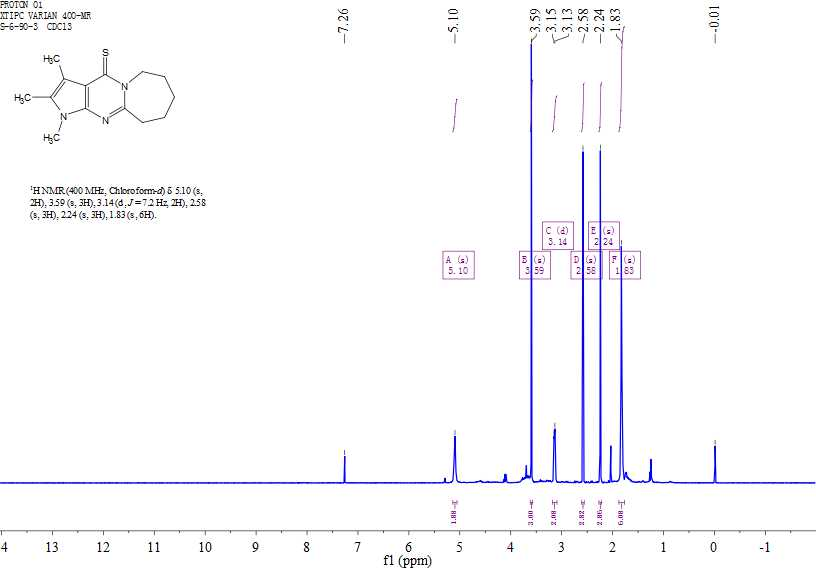 PROTON 01
XTIPC VARIAN 400-MR
S-6-90-3 CDCl3
7.26
5.10
3.59
3.15
3.13
2.58
2.24
1.83
-0.01
S
H₃C
N
H₃C
N
N
H₃C
¹H NMR (400 MHz, Chloroform-d) δ 5.10 (s,
2H), 3.59 (s, 3H), 3.14 (d, J = 7.2 Hz, 2H), 2.58
(s, 3H), 2.24 (s, 3H), 1.83 (s, 6H).
C (d)
3.14
E (s)
2.24
A (s)
5.10
B (s)
3.59
D (s)
2.58
F (s)
1.83
1.88
3.00
2.08
2.82
2.86
6.08
4 13 12 11 10 9 8 7 6 5 4 3 2 1 0 -1
f1 (ppm)